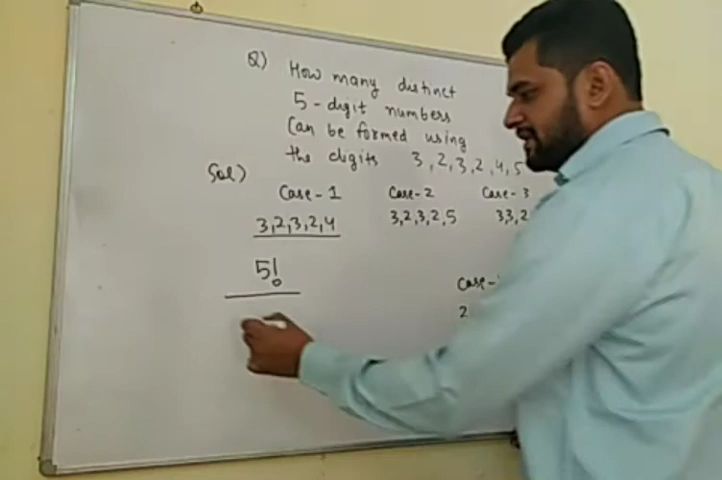 Q) How many distinct
5-digit numbers
Can be formed using
the digits 3,2,3,2,4,5
Sol)
Case-1 Case-2 Case-3
3,2,3,2,4 3,2,3,2,5 3,3,2
5!
Case-
2